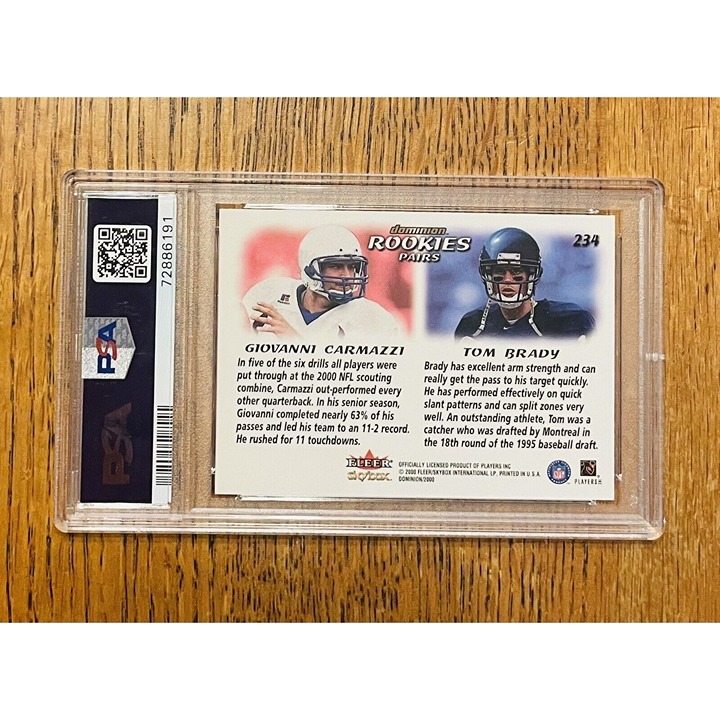 PSA
PSA
72886191
dominion
ROOKIES
PAIRS
234
GIOVANNI CARMAZZI
In five of the six drills all players were
put through at the 2000 NFL scouting
combine, Carmazzi out-performed every
other quarterback. In his senior season,
Giovanni completed nearly 63% of his
passes and led his team to an 11-2 record.
He rushed for 11 touchdowns.
TOM BRADY
Brady has excellent arm strength and can
really get the pass to his target quickly.
He has performed effectively on quick
slant patterns and can split zones very
well. An outstanding athlete, Tom was a
catcher who was drafted by Montreal in
the 18th round of the 1995 baseball draft.
FLEER
skybox
OFFICIALLY LICENSED PRODUCT OF PLAYERS INC
© 2000 FLEER/SKYBOX INTERNATIONAL LP, PRINTED IN U.S.A.
DOMINION/2000
PLAYERS